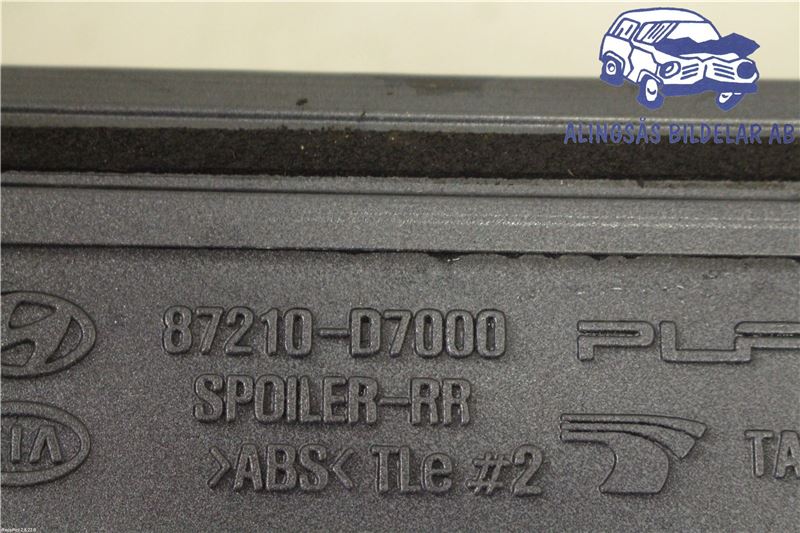 ALINGSÅS BILDELAR AB
87210-D7000
SPOILER-RR
>ABS< TLe #2